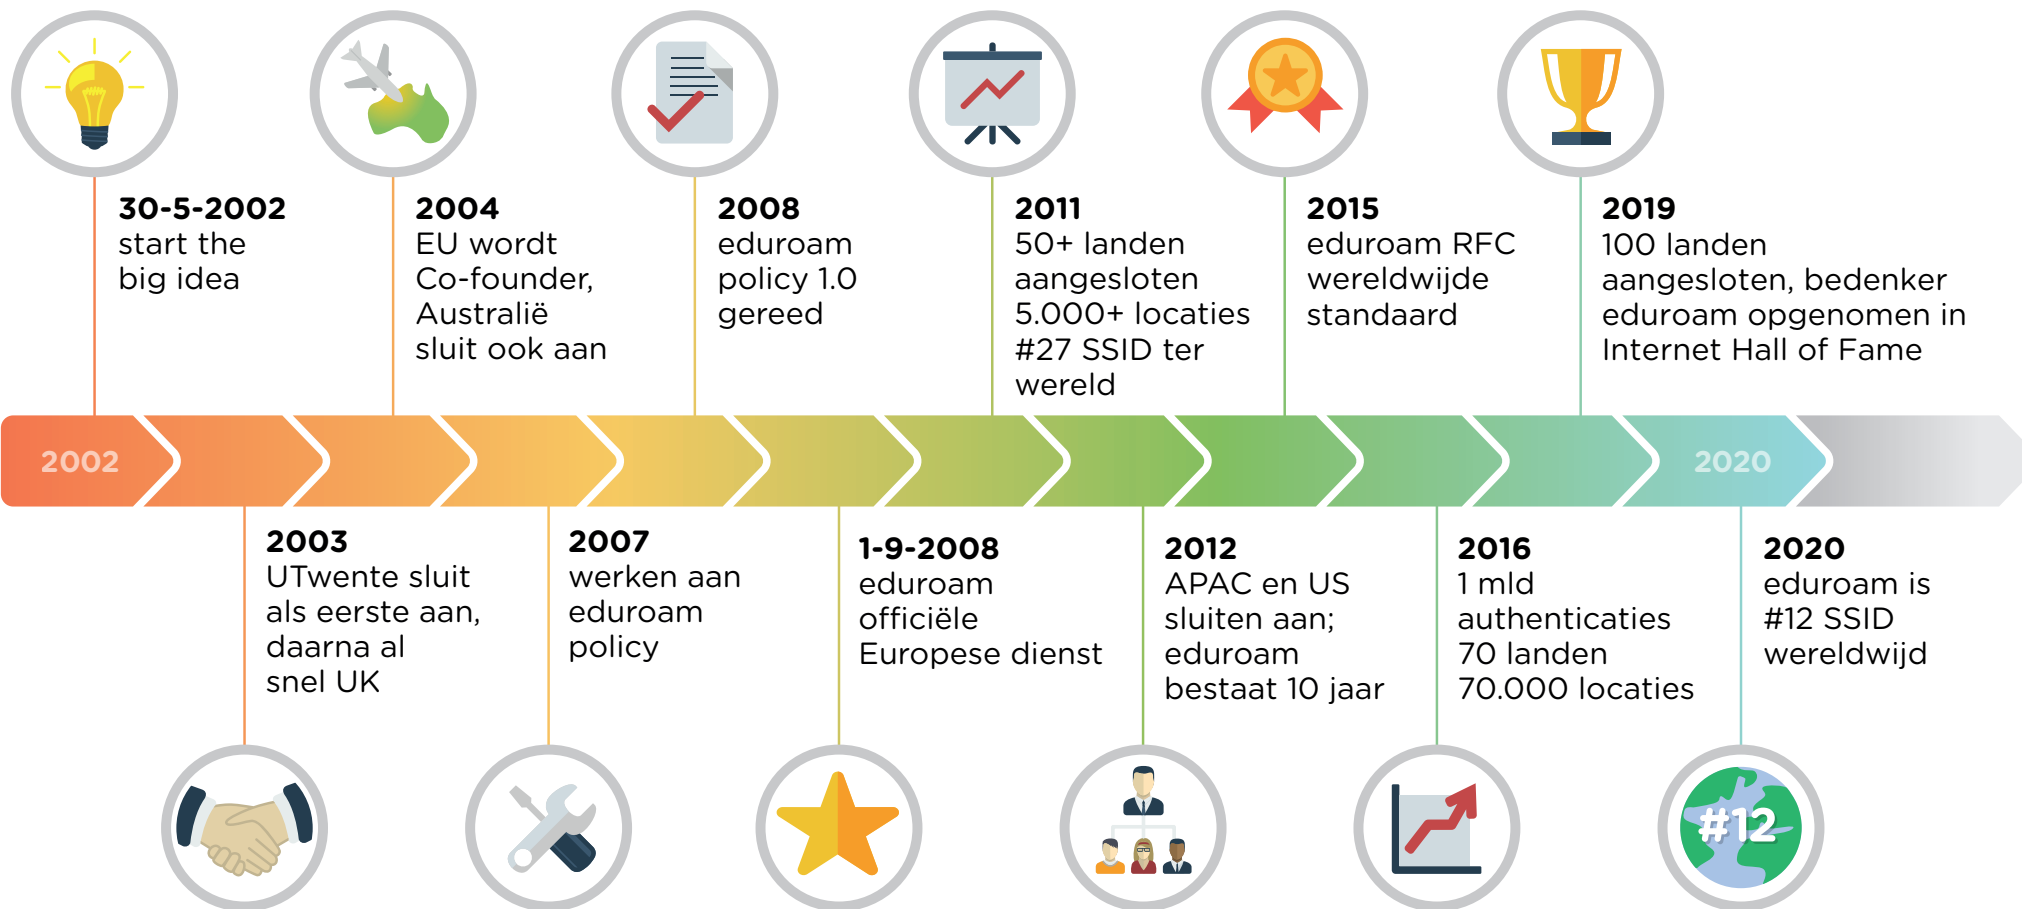 30-5-2002
start the
big idea
2004
EU wordt
Co-founder,
Australië
sluit ook aan
2008
eduroam
policy 1.0
gereed
2011
50+ landen
aangesloten
5.000+ locaties
#27 SSID ter
wereld
2015
eduroam RFC
wereldwijde
standaard
2019
100 landen
aangesloten, bedenker
eduroam opgenomen in
Internet Hall of Fame
2002
2020
2003
UTwente sluit
als eerste aan,
daarna al
snel UK
2007
werken aan
eduroam
policy
1-9-2008
eduroam
officiële
Europese dienst
2012
APAC en US
sluiten aan;
eduroam
bestaat 10 jaar
2016
1 mld
authenticaties
70 landen
70.000 locaties
2020
eduroam is
#12 SSID
wereldwijd
#12